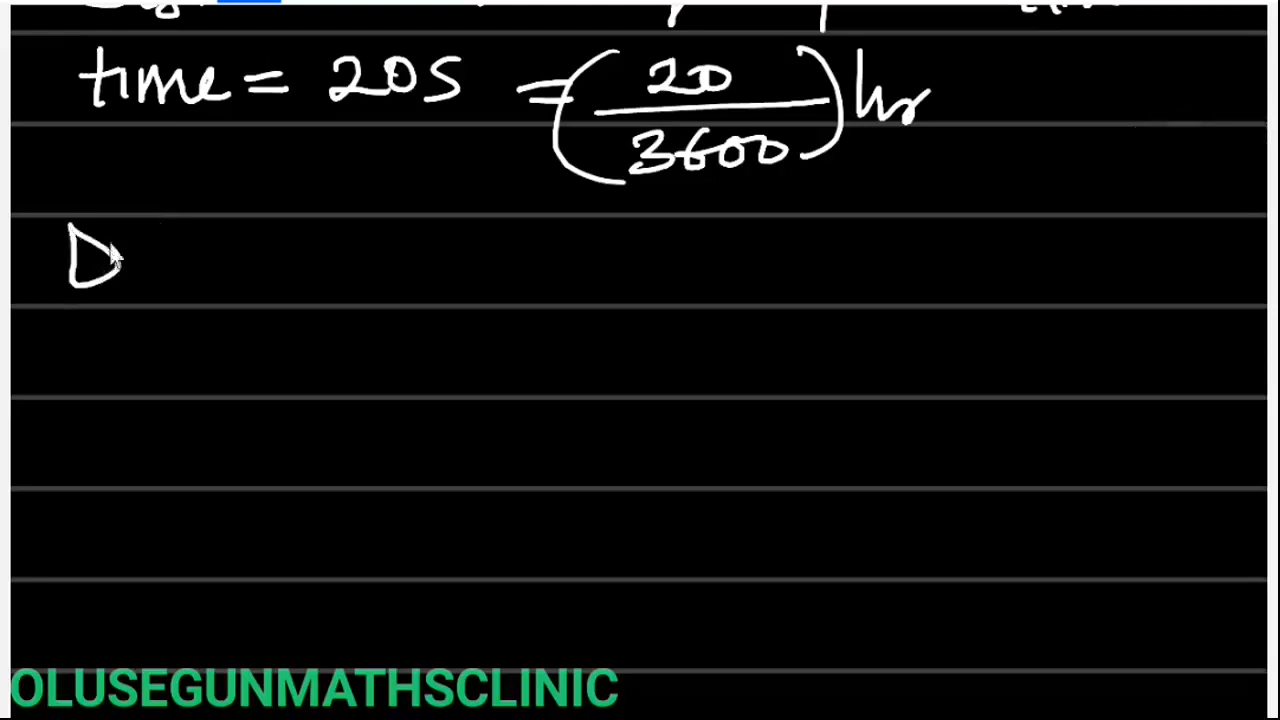 time = 20s = (20/3600) hr
D
OLUSEGUNMATHSCLINIC